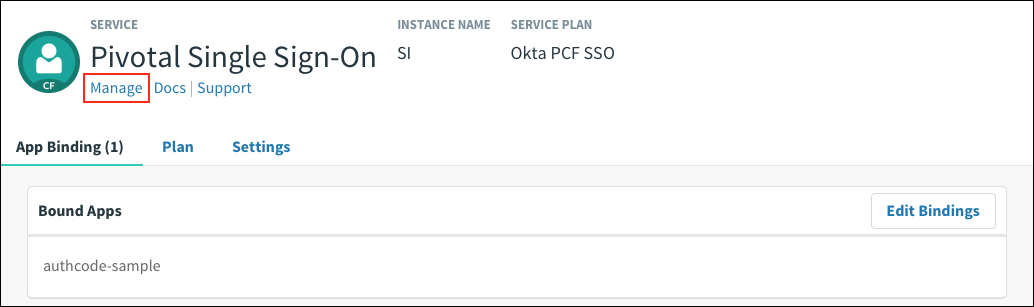 SERVICE
Pivotal Single Sign-On
Manage Docs | Support
INSTANCE NAME
SI
SERVICE PLAN
Okta PCF SSO
CF
App Binding (1) Plan Settings
Bound Apps Edit Bindings
authcode-sample